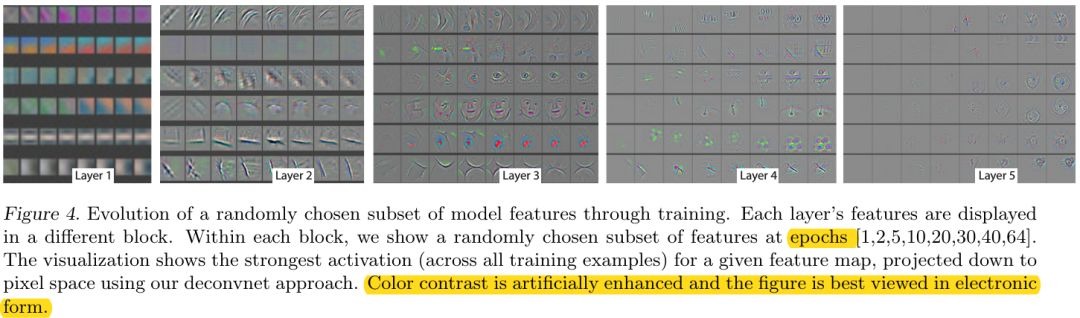 Layer 1
Layer 2
Layer 3
Layer 4
Layer 5
Figure 4. Evolution of a randomly chosen subset of model features through training. Each layer's features are displayed
in a different block. Within each block, we show a randomly chosen subset of features at epochs [1,2,5,10,20,30,40,64].
The visualization shows the strongest activation (across all training examples) for a given feature map, projected down to
pixel space using our deconvnet approach. Color contrast is artificially enhanced and the figure is best viewed in electronic
form.